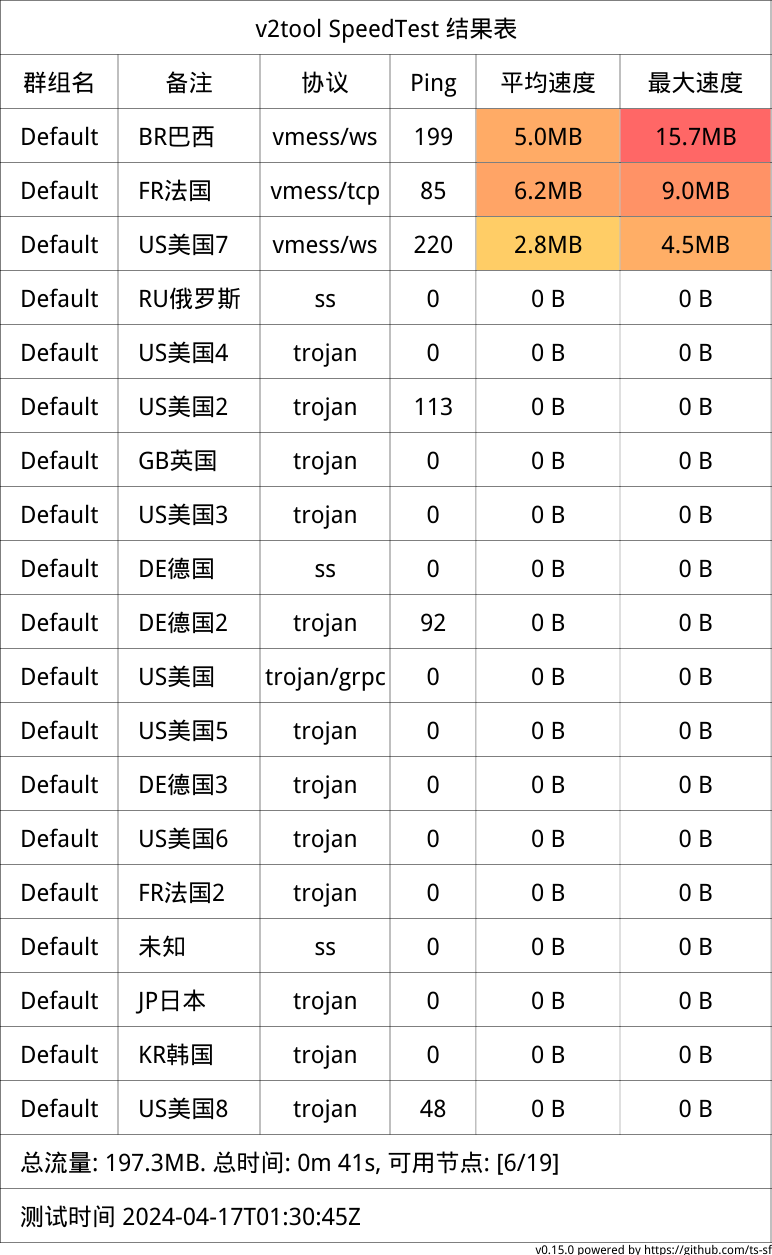 v2tool SpeedTest 结果表
群组名 备注 协议 Ping 平均速度 最大速度
Default BR巴西 vmess/ws 199 5.0MB 15.7MB
Default FR法国 vmess/tcp 85 6.2MB 9.0MB
Default US美国7 vmess/ws 220 2.8MB 4.5MB
Default RU俄罗斯 ss 0 0 B 0 B
Default US美国4 trojan 0 0 B 0 B
Default US美国2 trojan 113 0 B 0 B
Default GB英国 trojan 0 0 B 0 B
Default US美国3 trojan 0 0 B 0 B
Default DE德国 ss 0 0 B 0 B
Default DE德国2 trojan 92 0 B 0 B
Default US美国 trojan/grpc 0 0 B 0 B
Default US美国5 trojan 0 0 B 0 B
Default DE德国3 trojan 0 0 B 0 B
Default US美国6 trojan 0 0 B 0 B
Default FR法国2 trojan 0 0 B 0 B
Default 未知 ss 0 0 B 0 B
Default JP日本 trojan 0 0 B 0 B
Default KR韩国 trojan 0 0 B 0 B
Default US美国8 trojan 48 0 B 0 B
总流量: 197.3MB. 总时间: 0m 41s, 可用节点: [6/19]
测试时间 2024-04-17T01:30:45Z
v0.15.0 powered by https://github.com/ts-sf